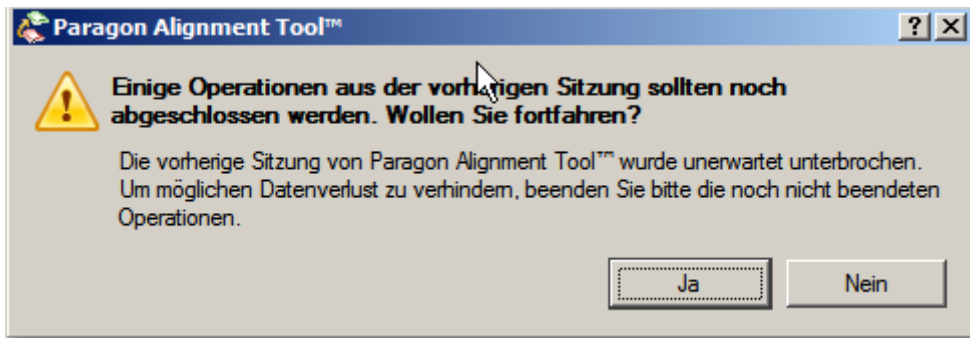 Paragon Alignment Tool™
Einige Operationen aus der vorherigen Sitzung sollten noch
abgeschlossen werden. Wollen Sie fortfahren?
Die vorherige Sitzung von Paragon Alignment Tool™ wurde unerwartet unterbrochen.
Um möglichen Datenverlust zu verhindern, beenden Sie bitte die noch nicht beendeten
Operationen.
Ja
Nein